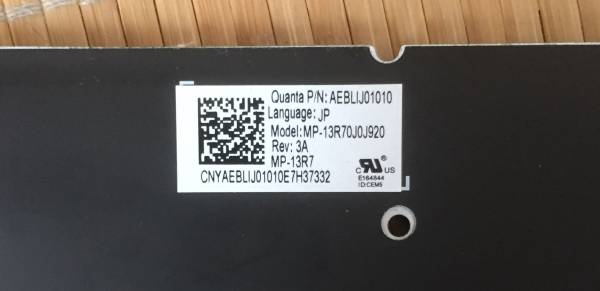 Quanta P/N: AEBLIJ01010
Language: JP
Model:MP-13R70J0J920
Rev: 3A
MP-13R7
CNYAEBLIJ01010E7H37332
C US
E164844
ID:CEM5